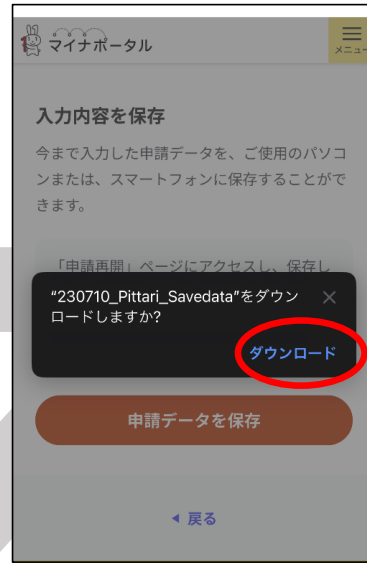 マイナポータル
メニュー
入力内容を保存
今まで入力した申請データを、ご使用のパソコ
ンまたは、スマートフォンに保存することがで
きます。
「申請再開」ページにアクセスし、保存し
“230710_Pittari_Savedata”をダウン
ロードしますか?
ダウンロード
申請データを保存
戻る